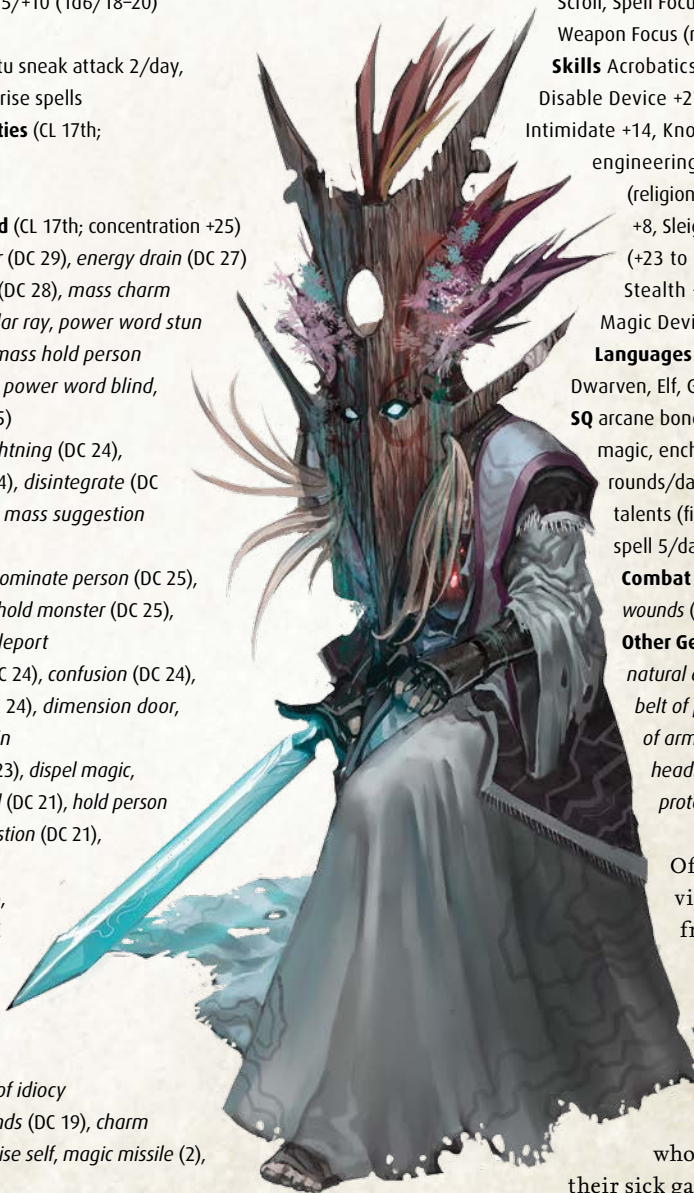 5/+10 (1d6/18–20)
tu sneak attack 2/day,
rise spells
ties (CL 17th;
d (CL 17th; concentration +25)
r (DC 29), energy drain (DC 27)
(DC 28), mass charm
lar ray, power word stun
mass hold person
power word blind,
5)
htning (DC 24),
4), disintegrate (DC
mass suggestion
ominate person (DC 25),
hold monster (DC 25),
leport
C 24), confusion (DC 24),
24), dimension door,
in
23), dispel magic,
l (DC 21), hold person
estion (DC 21),
of idiocy
nds (DC 19), charm
ise self, magic missile (2),
Scroll, Spell Focu
Weapon Focus (r
Skills Acrobatics
Disable Device +2
Intimidate +14, Kno
engineering
(religion
+8, Sleig
(+23 to
Stealth
Magic Devi
Languages
Dwarven, Elf, G
SQ arcane bond
magic, ench
rounds/da
talents (fi
spell 5/da
Combat
wounds (
Other Ge
natural a
belt of p
of arm
head
prote
Of
vi
fr
who
their sick ga